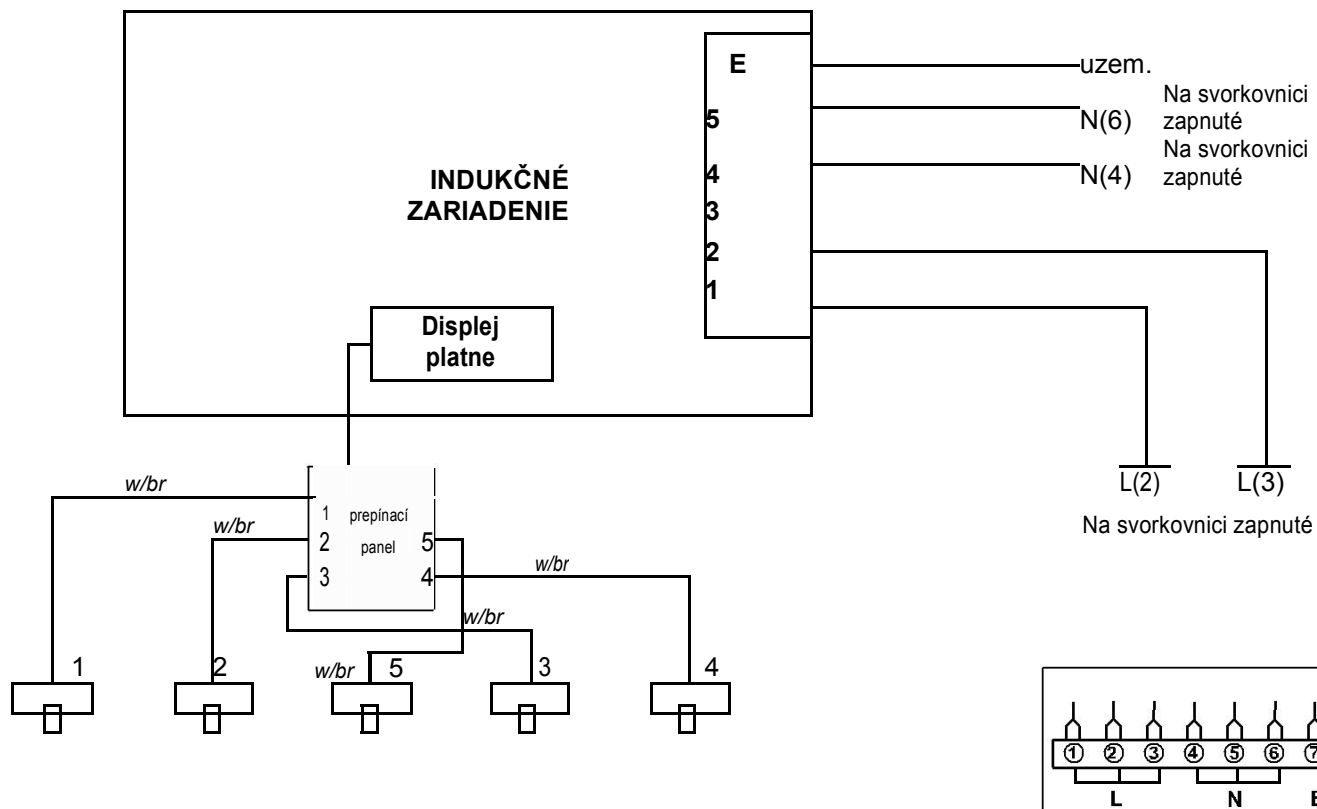 E
uzem.
5
N(6)
Na svorkovnici
zapnuté
4
N(4)
Na svorkovnici
zapnuté
INDUKČNÉ
ZARIADENIE
3
2
1
Displej
platne
L(2)
L(3)
Na svorkovnici zapnuté
w/br
1 prepínací
w/br
2 panel 5
3
4
w/br
w/br
1
2
w/br 5
3
4
1 2 3 4 5 6 7
L N E